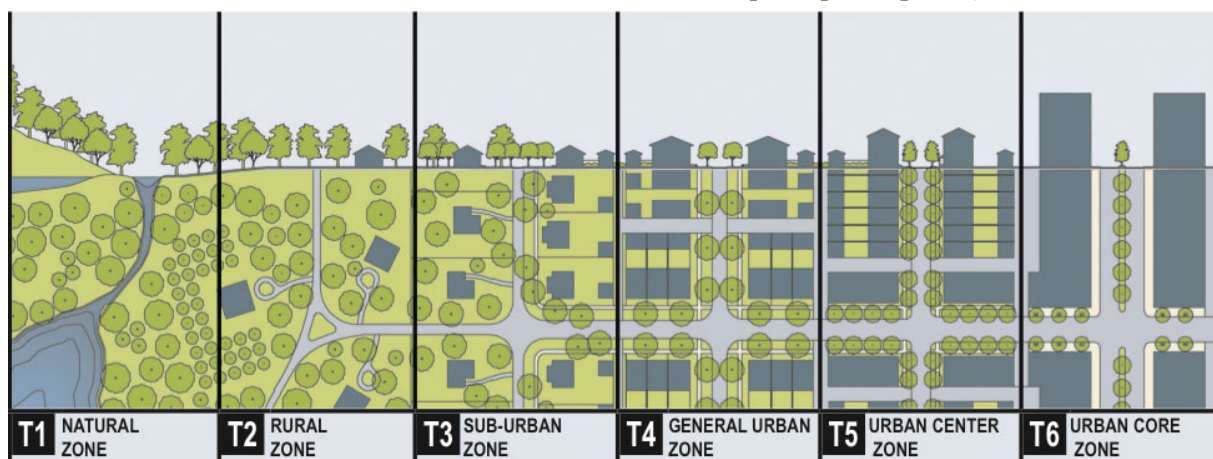 T1 NATURAL
ZONE
T2 RURAL
ZONE
T3 SUB-URBAN
ZONE
T4 GENERAL URBAN
ZONE
T5 URBAN CENTER
ZONE
T6 URBAN CORE
ZONE